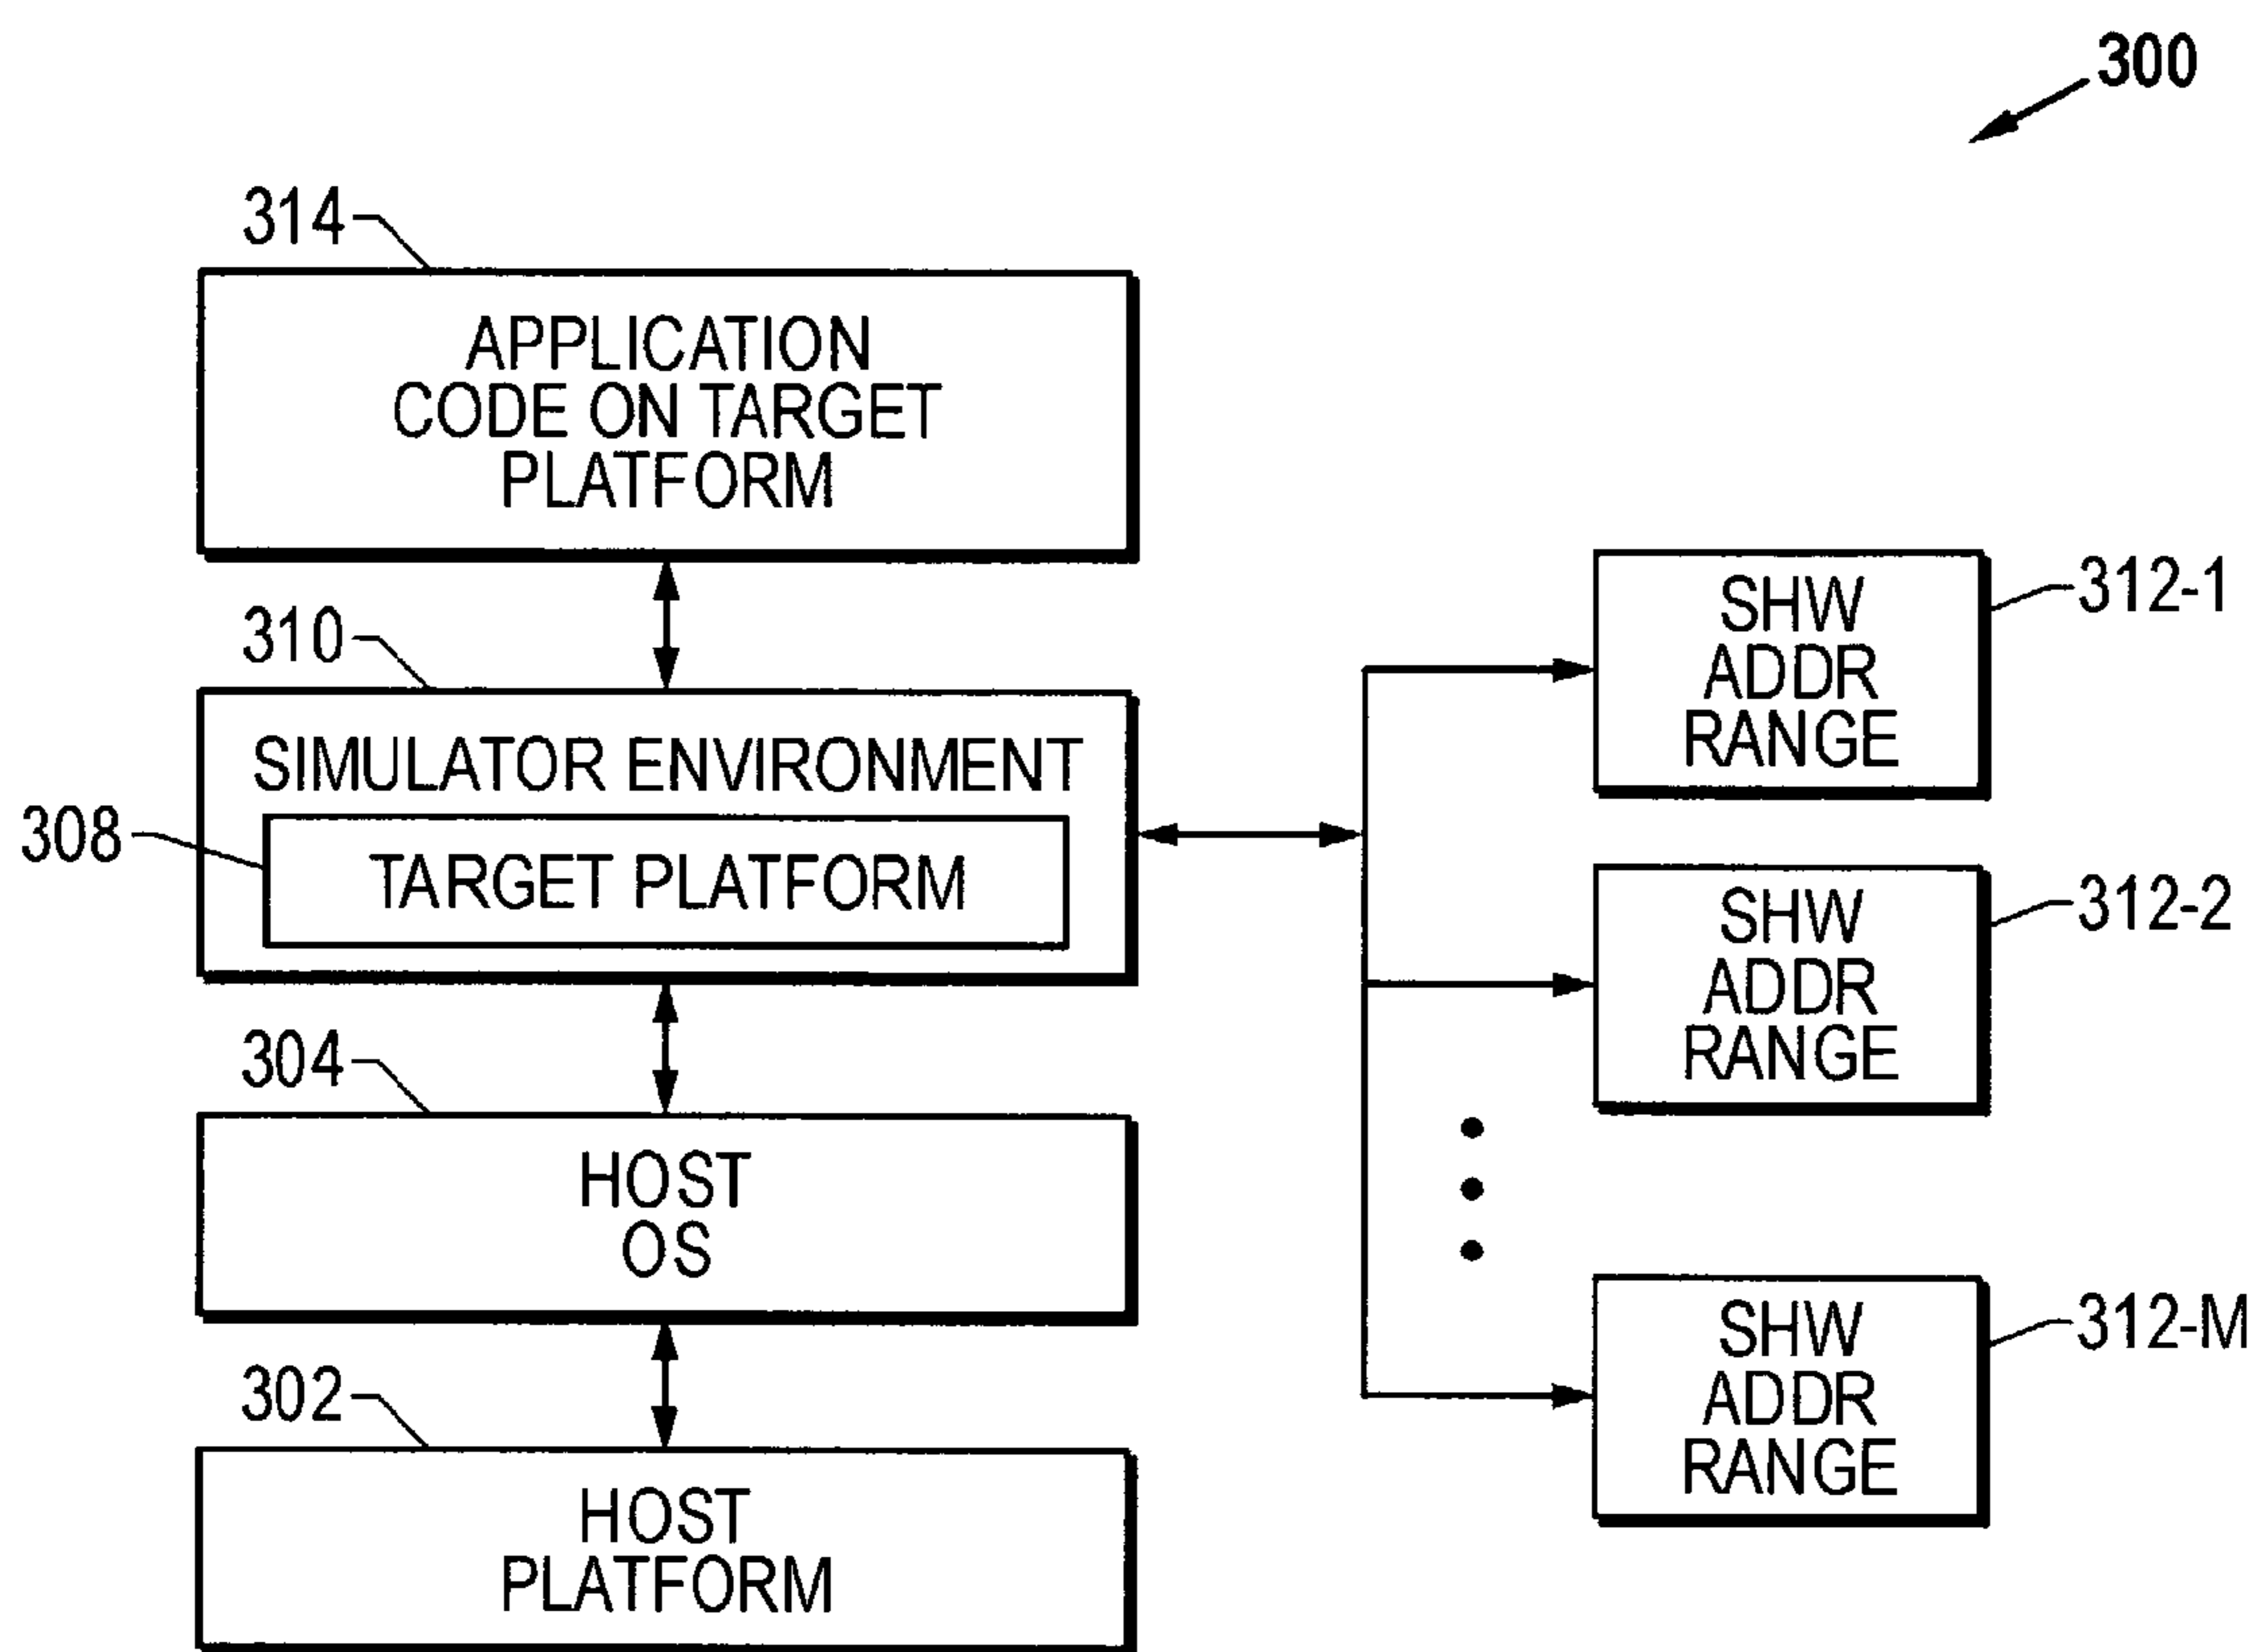 300
314
APPLICATION
CODE ON TARGET
PLATFORM
310
SIMULATOR ENVIRONMENT
308
TARGET PLATFORM
304
HOST
OS
302
HOST
PLATFORM
SHW
ADDR
RANGE
312-1
SHW
ADDR
RANGE
312-2
SHW
ADDR
RANGE
312-M